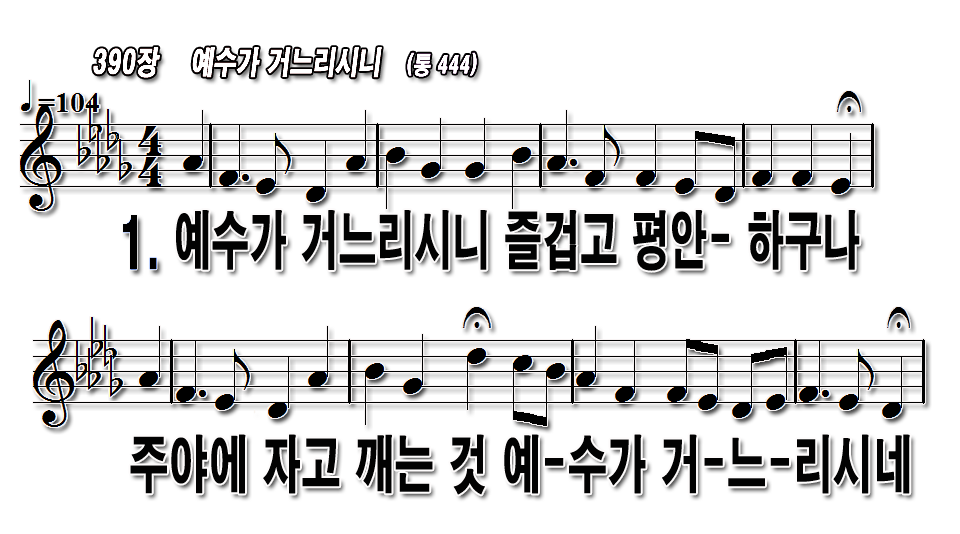 390장 예수가 거느리시니 (통 444)
♩=104
4
4
1. 예수가 거느리시니 즐겁고 평안- 하구나
주야에 자고 깨는 것 예-수가 거-느-리시네